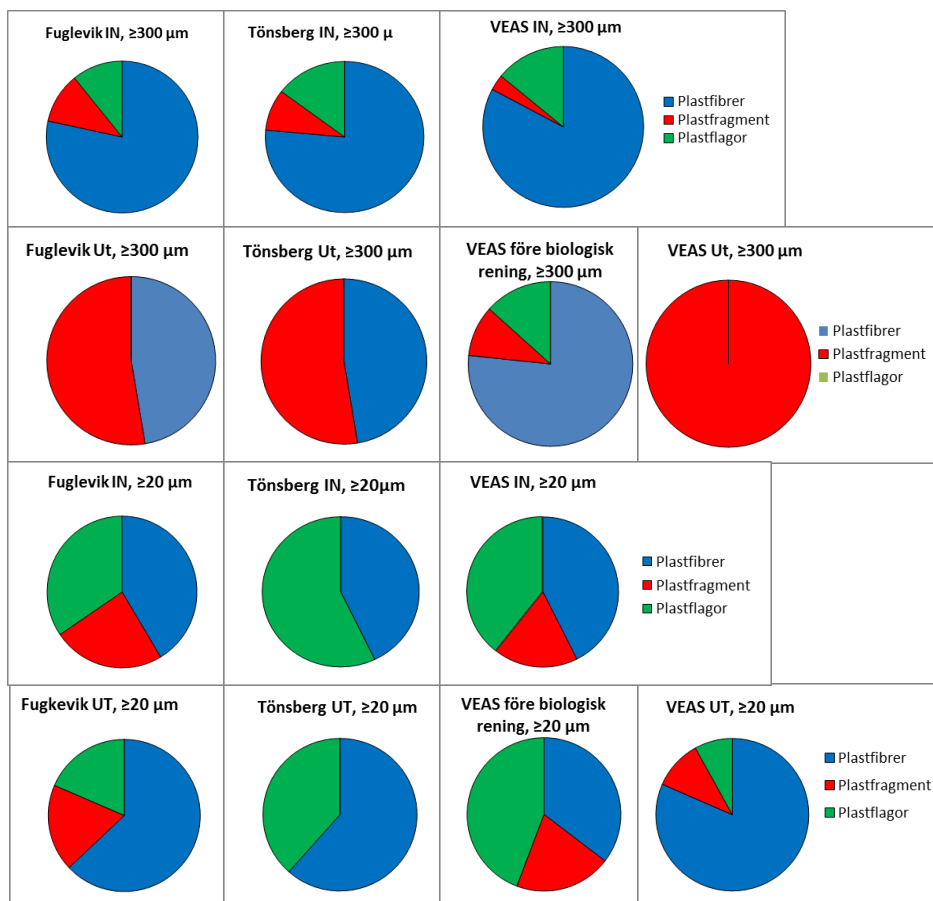 Fuglevik IN, ≥300 µm
Tönsberg IN, ≥300 µ
VEAS IN, ≥300 µm
Plastfibrer
Plastfragment
Plastflagor
Fuglevik Ut, ≥300 µm
Tönsberg Ut, ≥300 µm
VEAS före biologisk
rening, ≥300 µm
VEAS Ut, ≥300 µm
Plastfibrer
Plastfragment
Plastflagor
Fuglevik IN, ≥20 µm
Tönsberg IN, ≥20µm
VEAS IN, ≥20 µm
Plastfibrer
Plastfragment
Plastflagor
Fugkevik UT, ≥20 µm
Tönsberg UT, ≥20 µm
VEAS före biologisk
rening, ≥20 µm
VEAS UT, ≥20 µm
Plastfibrer
Plastfragment
Plastflagor